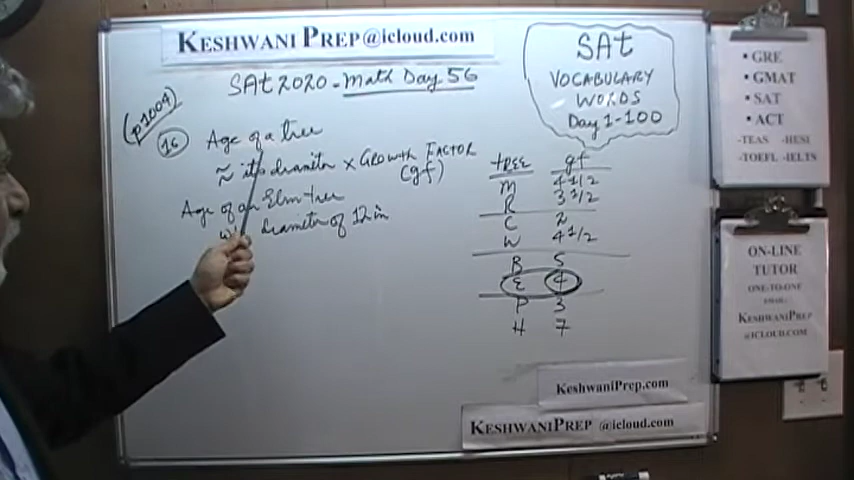 KESHWANI PREP@icloud.com
SAt 2020 - Math Day 56
(p1004)
16
Age of a tree
≈ its diameter × GROWTH FACTOR
(gf)
Age of an Elm tree
w/ diameter of 12 in
tREE gf
M 4 1/2
R 3 1/2
C 2
W 4 1/2
B 5
E 4
P 3
H 7
SAt
VOCABULARY
WORDS
Day 1-100
• GRE
• GMAT
• SAT
• ACT
-TEAS -HESI
-TOEFL -IELTS
ON-LINE
TUTOR
ONE-TO-ONE
KESHWANIPREP
@ICLOUD.COM
KESHWANIPREP.COM
KESHWANIPREP @icloud.com